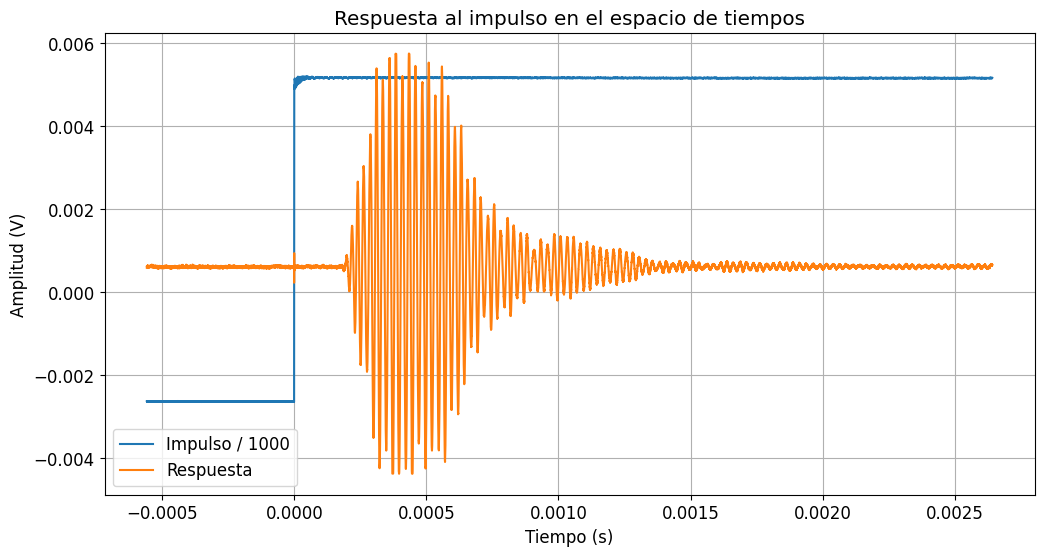 Respuesta al impulso en el espacio de tiempos
Amplitud (V)
0.006
0.004
0.002
0.000
−0.002
−0.004
Impulso / 1000
Respuesta
−0.0005
0.0000
0.0005
0.0010
0.0015
0.0020
0.0025
Tiempo (s)